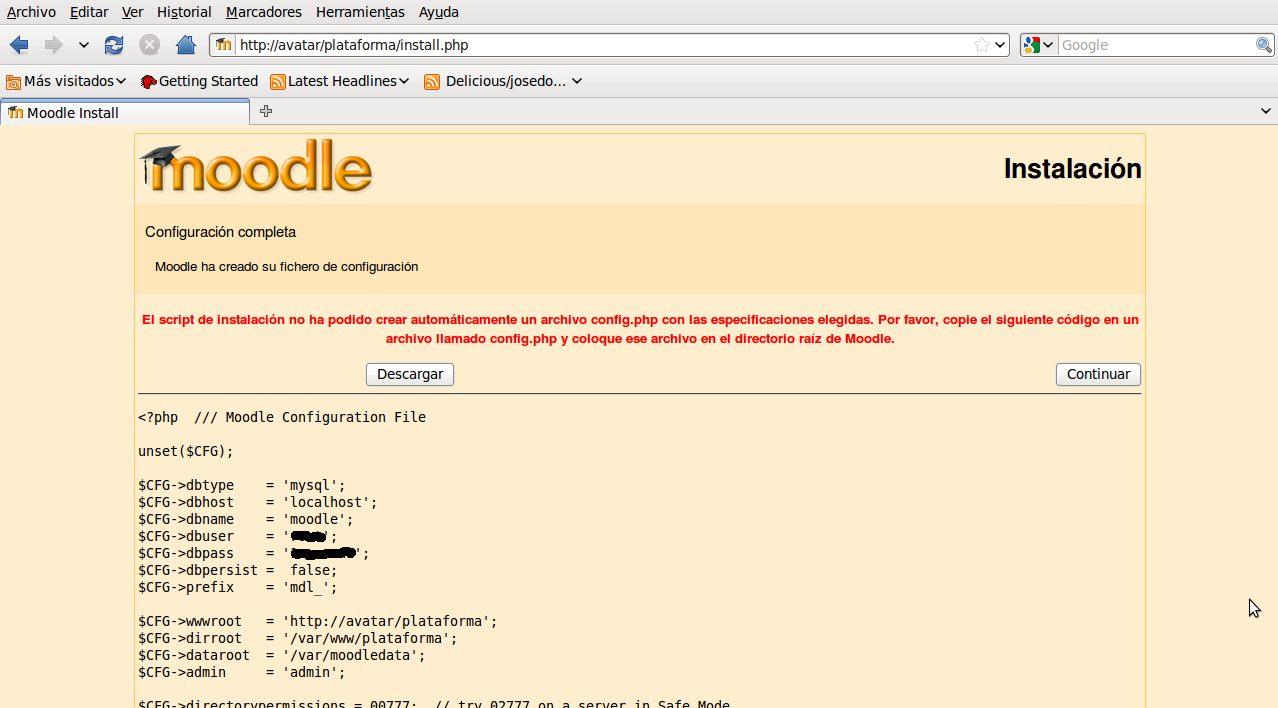 Archivo Editar Ver Historial Marcadores Herramientas Ayuda
http://avatar/plataforma/install.php
Google
Más visitados Getting Started Latest Headlines Delicious/josedo...
Moodle Install
moodle
Instalación
Configuración completa
Moodle ha creado su fichero de configuración
El script de instalación no ha podido crear automáticamente un archivo config.php con las especificaciones elegidas. Por favor, copie el siguiente código en un
archivo llamado config.php y coloque ese archivo en el directorio raíz de Moodle.
Descargar Continuar
<?php  /// Moodle Configuration File
unset($CFG);
$CFG->dbtype    = 'mysql';
$CFG->dbhost    = 'localhost';
$CFG->dbname    = 'moodle';
$CFG->dbuser    = '';
$CFG->dbpass    = '';
$CFG->dbpersist =  false;
$CFG->prefix    = 'mdl_';
$CFG->wwwroot   = 'http://avatar/plataforma';
$CFG->dirroot   = '/var/www/plataforma';
$CFG->dataroot  = '/var/moodledata';
$CFG->admin     = 'admin';
$CFG->directorypermissions = 00777;  // try 02777 on a server in Safe Mode